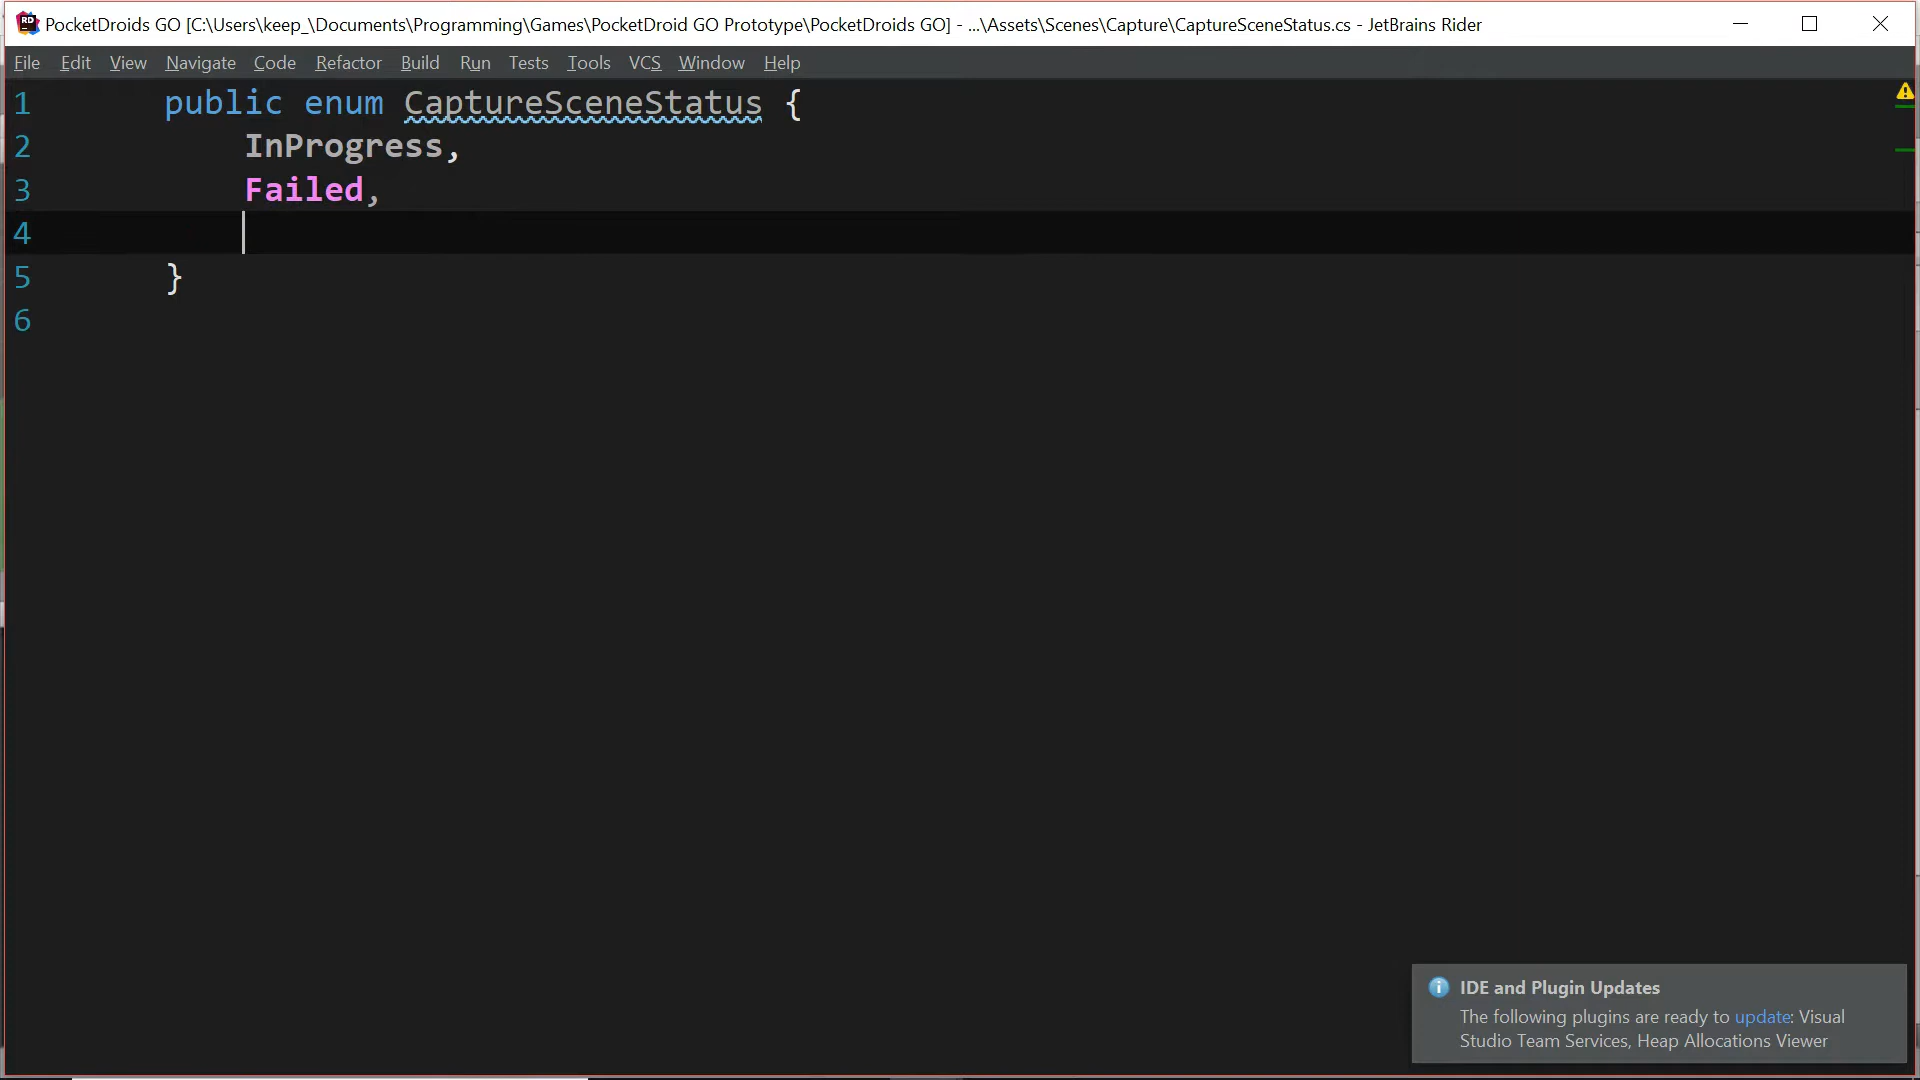 PocketDroids GO [C:\Users\keep_\Documents\Programming\Games\PocketDroid GO Prototype\PocketDroids GO] - ...\Assets\Scenes\Capture\CaptureSceneStatus.cs - JetBrains Rider
File Edit View Navigate Code Refactor Build Run Tests Tools VCS Window Help
1 public enum CaptureSceneStatus {
2 InProgress,
3 Failed,
4
5 }
6
IDE and Plugin Updates
The following plugins are ready to update: Visual
Studio Team Services, Heap Allocations Viewer